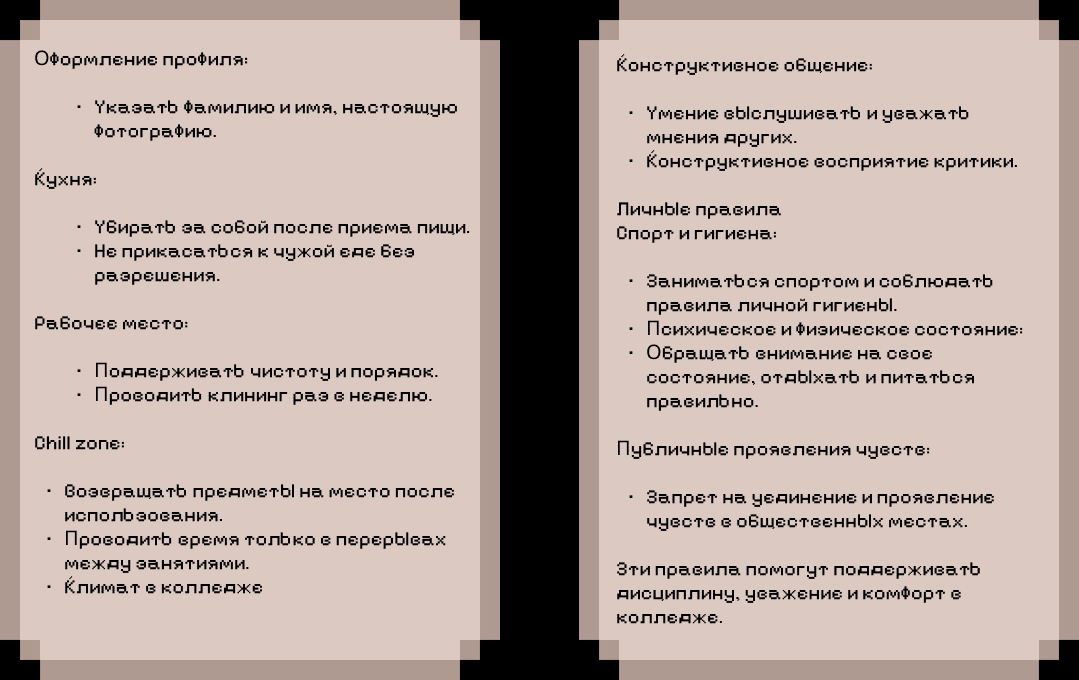 Оформление профиля:
· Указать фамилию и имя, настоящую
фотографию.
Кухня:
· Убирать за собой после приема пищи.
· Не прикасаться к чужой еде без
разрешения.
Рабочее место:
· Поддерживать чистоту и порядок.
· Проводить клининг раз в неделю.
Chill zone:
· Возвращать предметы на место после
использования.
· Проводить время только в перерывах
между занятиями.
· Климат в колледже
Конструктивное общение:
· Умение выслушивать и уважать
мнения других.
· Конструктивное восприятие критики.
Личные правила
Спорт и гигиена:
· Заниматься спортом и соблюдать
правила личной гигиены.
· Психическое и физическое состояние:
· Обращать внимание на свое
состояние, отдыхать и питаться
правильно.
Публичные проявления чувств:
· Запрет на уединение и проявление
чувств в общественных местах.
Эти правила помогут поддерживать
дисциплину, уважение и комфорт в
колледже.